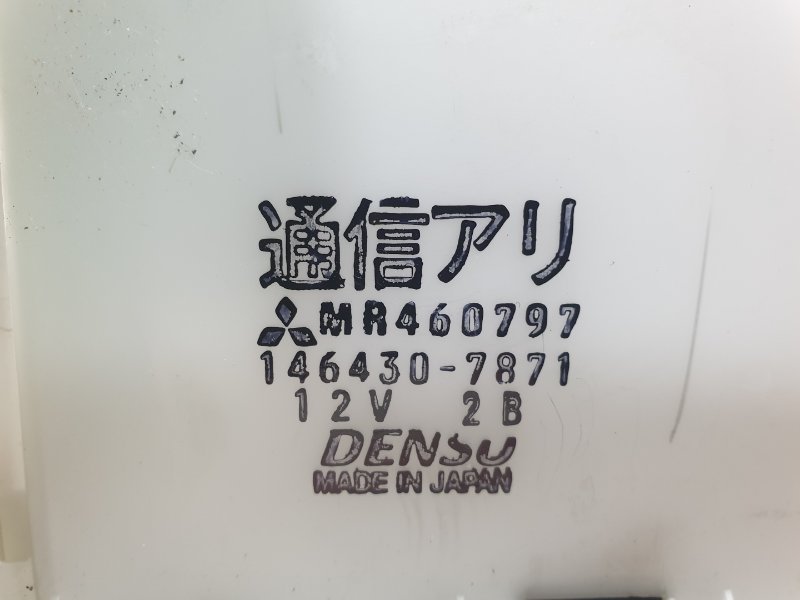 通信アリ
MR460797
146430-7871
12V 2B
DENSO
MADE IN JAPAN